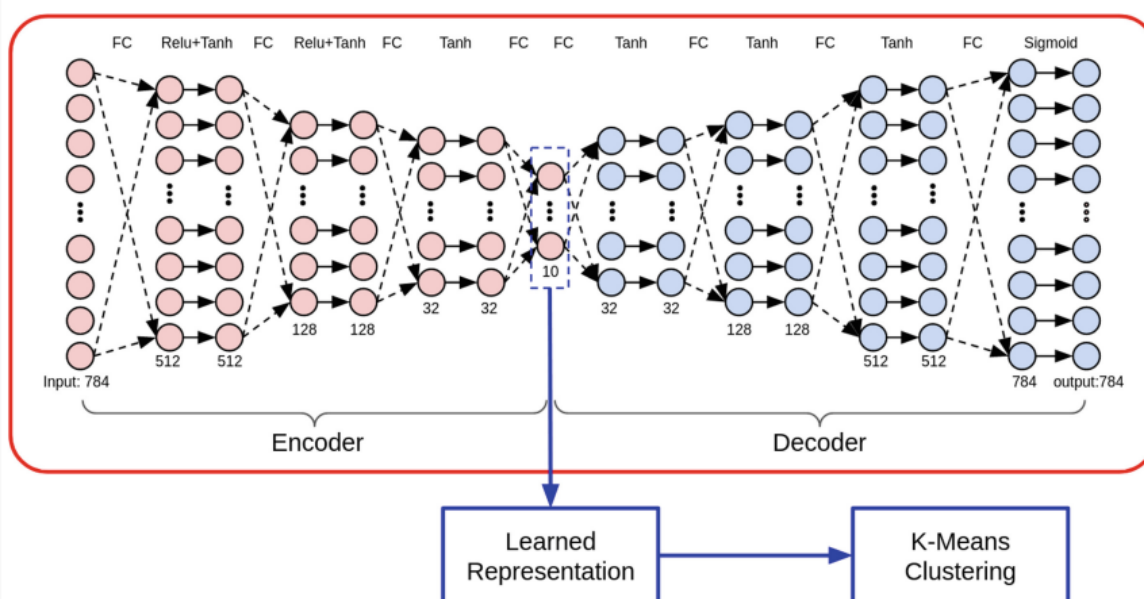 FC Relu+Tanh FC Relu+Tanh FC Tanh FC FC Tanh FC Tanh FC Tanh FC Sigmoid
10
32 32 32 32
128 128 128 128
512 512 512 512
Input: 784 784 output:784
Encoder Decoder
Learned
Representation
K-Means
Clustering